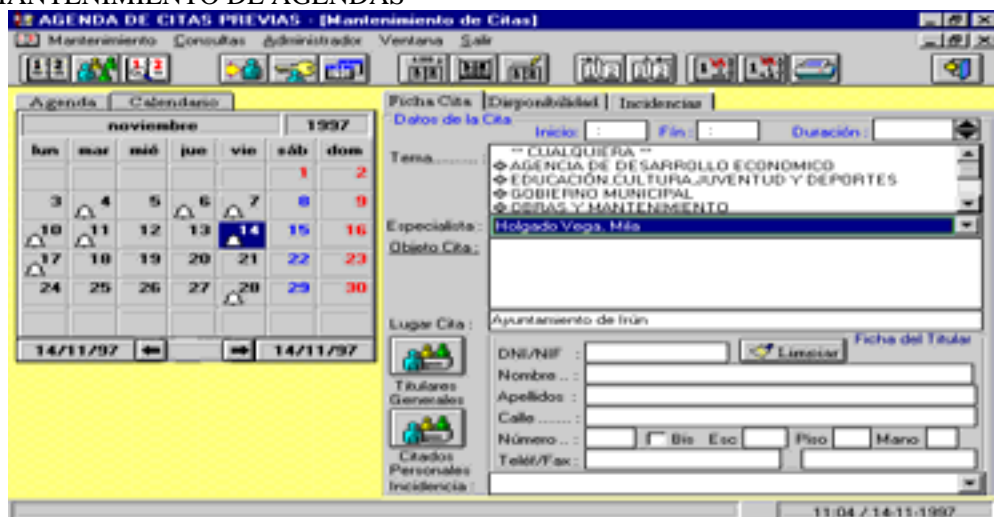 MANTENIMIENTO DE AGENDAS
AGENDA DE CITAS PREVIAS - [Mantenimiento de Citas]
Mantenimiento Consultas Administrador Ventana Salir
Agenda Calendario
noviembre 1997
lun mar mié jue vie sáb dom
1 2
3 4 5 6 7 8 9
10 11 12 13 14 15 16
17 18 19 20 21 22 23
24 25 26 27 28 29 30
14/11/97 14/11/97
Ficha Cita Disponibilidad Incidencias
Datos de la Cita
Inicio: : Fin: : Duración:
Tema.........:
** CUALQUIERA **
AGENCIA DE DESARROLLO ECONOMICO
EDUCACIÓN,CULTURA,JUVENTUD Y DEPORTES
GOBIERNO MUNICIPAL
OBRAS Y MANTENIMIENTO
Especialista: Holgado Vega, Mila
Objeto Cita:
Lugar Cita: Ayuntamiento de Irún
Ficha del Titular
Titulares Generales
Citados Personales
DNI/NIF : Limpiar
Nombre...:
Apellidos :
Calle.......:
Número...: Bis Esc Piso Mano
Teléf/Fax:
Incidencia:
11:04 / 14-11-1997